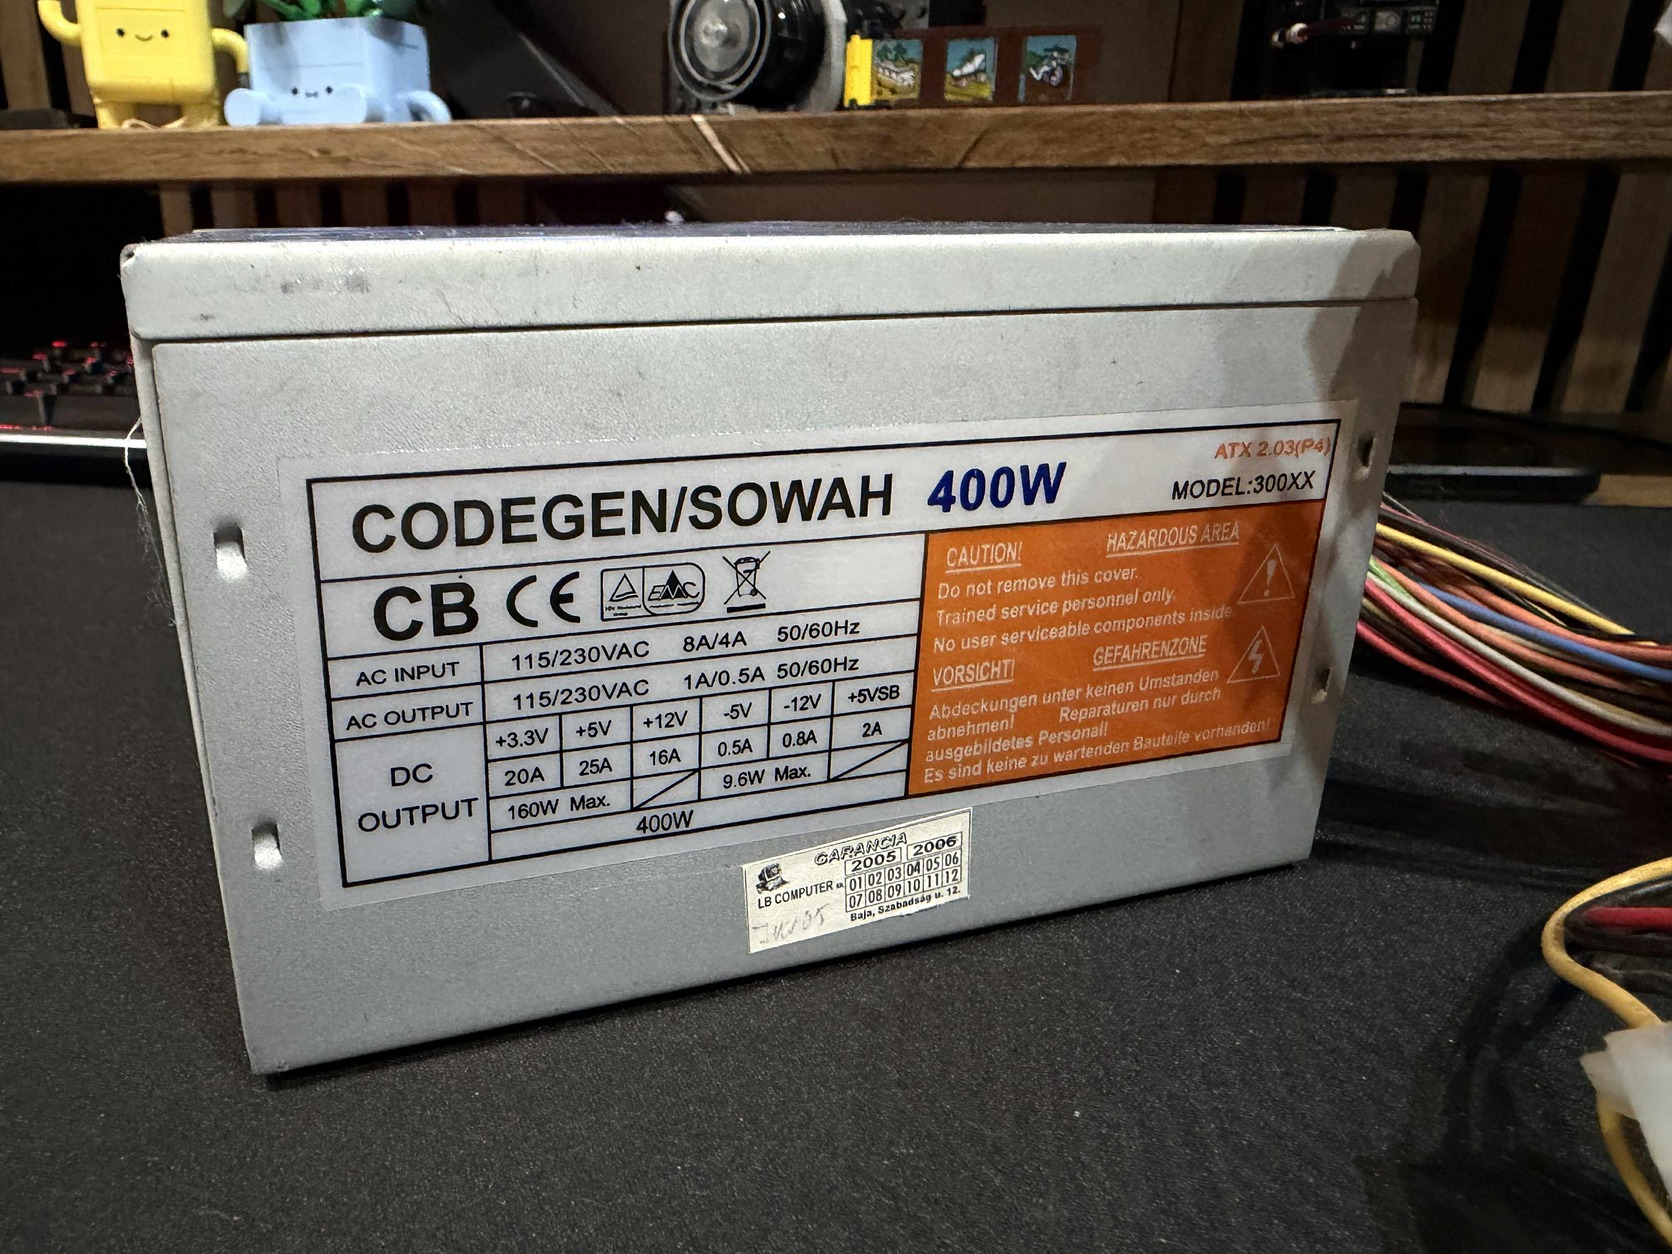 CODEGEN/SOWAH 400W
ATX 2.03(P4)
MODEL:300XX
CB CE EMC
AC INPUT 115/230VAC 8A/4A 50/60Hz
AC OUTPUT 115/230VAC 1A/0.5A 50/60Hz
DC OUTPUT
+3.3V +5V +12V -5V -12V +5VSB
20A 25A 16A 0.5A 0.8A 2A
160W Max. 9.6W Max.
400W
CAUTION! HAZARDOUS AREA
Do not remove this cover.
Trained service personnel only.
No user serviceable components inside.
VORSICHT! GEFAHRENZONE
Abdeckungen unter keinen Umstanden
abnehmen! Reparaturen nur durch
ausgebildetes Personal!
Es sind keine zu wartenden Bauteile vorhanden!
GARANCIA
2005 2006
LB COMPUTER
01 02 03 04 05 06
07 08 09 10 11 12
Baja, Szabadság u. 12.